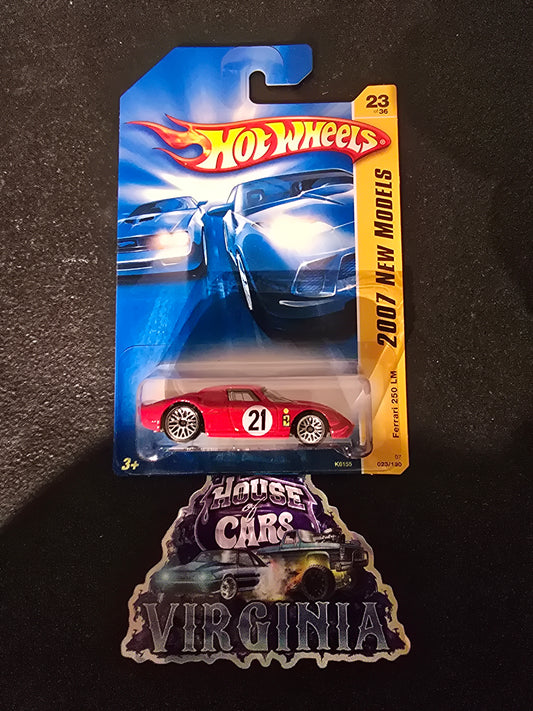 23
of 36
HOT WHEELS®
2007 NEW MODELS
Ferrari 250 LM
21
3+
K6155
07
023/180
HOUSE
of
CARS
VIRGINIA